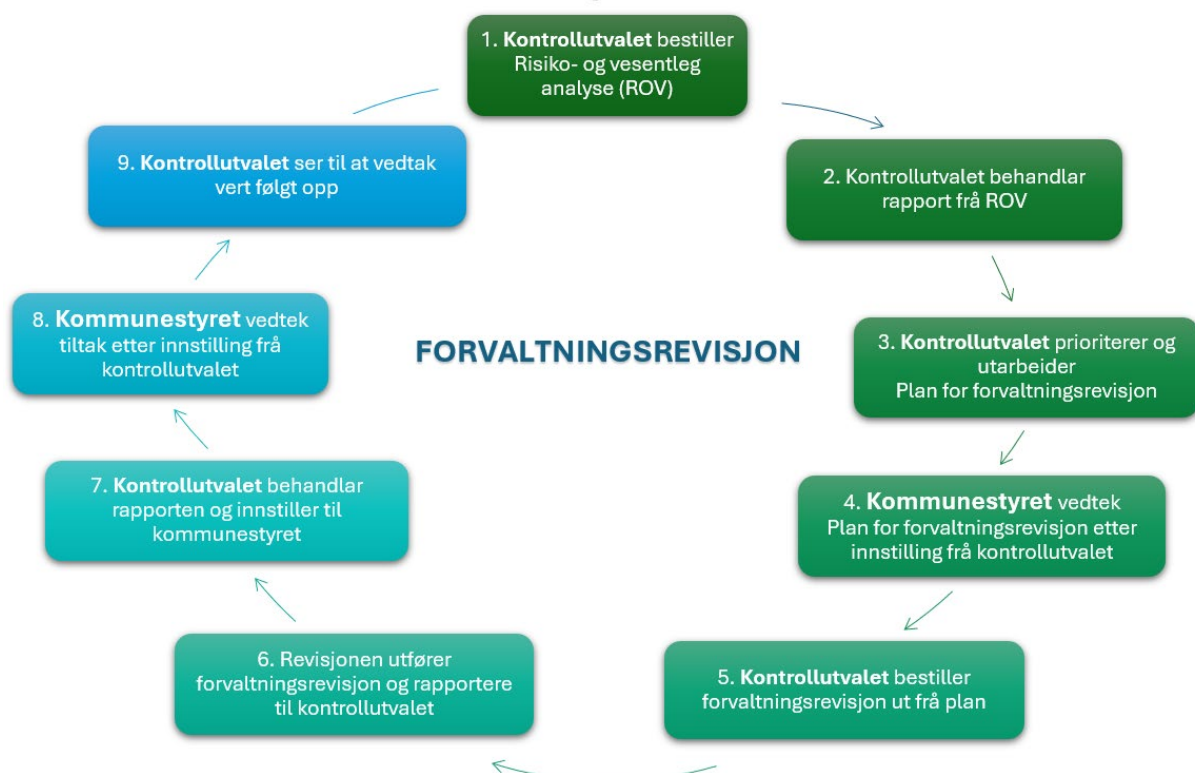 1. Kontrollutvalet bestiller
Risiko- og vesentleg
analyse (ROV)
2. Kontrollutvalet behandlar
rapport frå ROV
3. Kontrollutvalet prioriterer og
utarbeider
Plan for forvaltningsrevisjon
4. Kommunestyret vedtek
Plan for forvaltningsrevisjon etter
innstilling frå kontrollutvalet
5. Kontrollutvalet bestiller
forvaltningsrevisjon ut frå plan
6. Revisjonen utfører
forvaltningsrevisjon og rapportere
til kontrollutvalet
7. Kontrollutvalet behandlar
rapporten og innstiller til
kommunestyret
8. Kommunestyret vedtek
tiltak etter innstilling frå
kontrollutvalet
9. Kontrollutvalet ser til at vedtak
vert følgt opp
FORVALTNINGSREVISJON